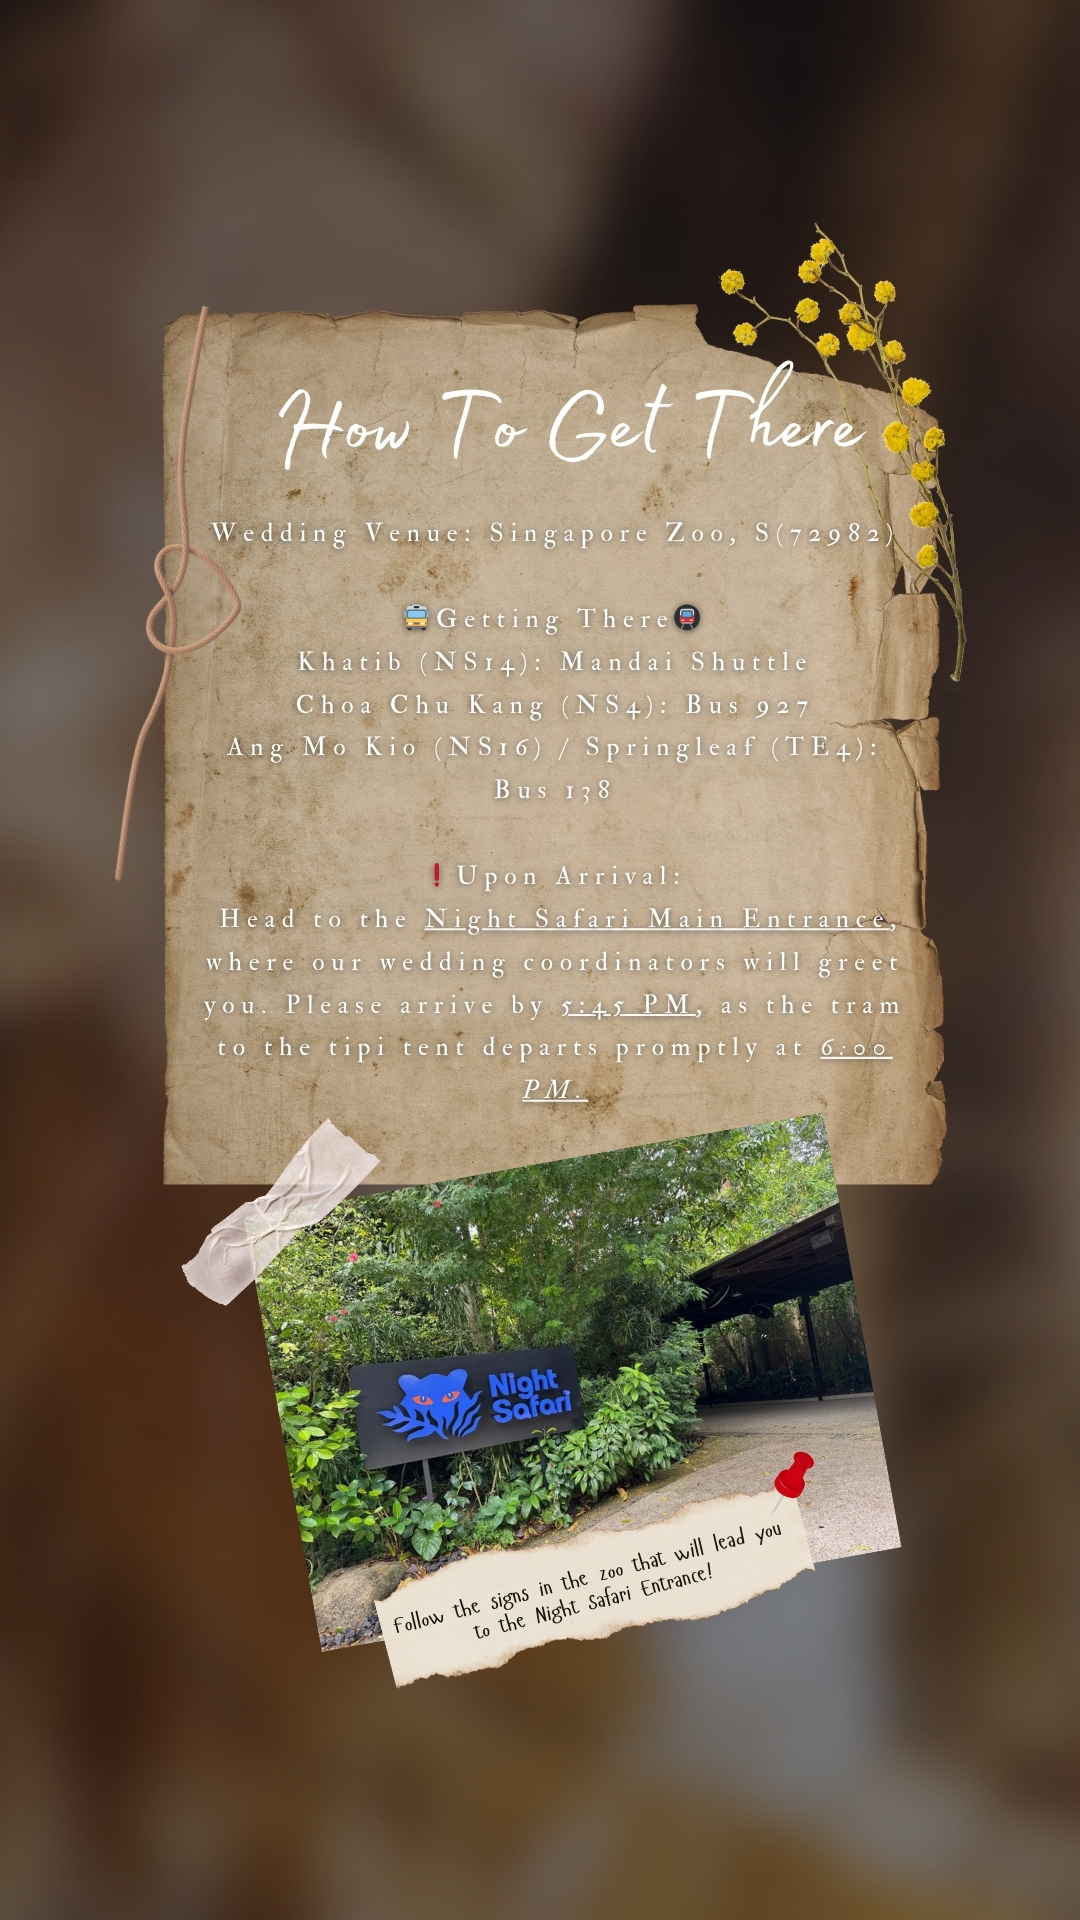 How To Get There
Wedding Venue: Singapore Zoo, S(72982)
🚌Getting There🚇
Khatib (NS14): Mandai Shuttle
Choa Chu Kang (NS4): Bus 927
Ang Mo Kio (NS16) / Springleaf (TE4):
Bus 138
❗Upon Arrival:
Head to the Night Safari Main Entrance,
where our wedding coordinators will greet
you. Please arrive by 5:45 PM, as the tram
to the tipi tent departs promptly at 6:00
PM.
Night
Safari
Follow the signs in the zoo that will lead you
to the Night Safari Entrance!